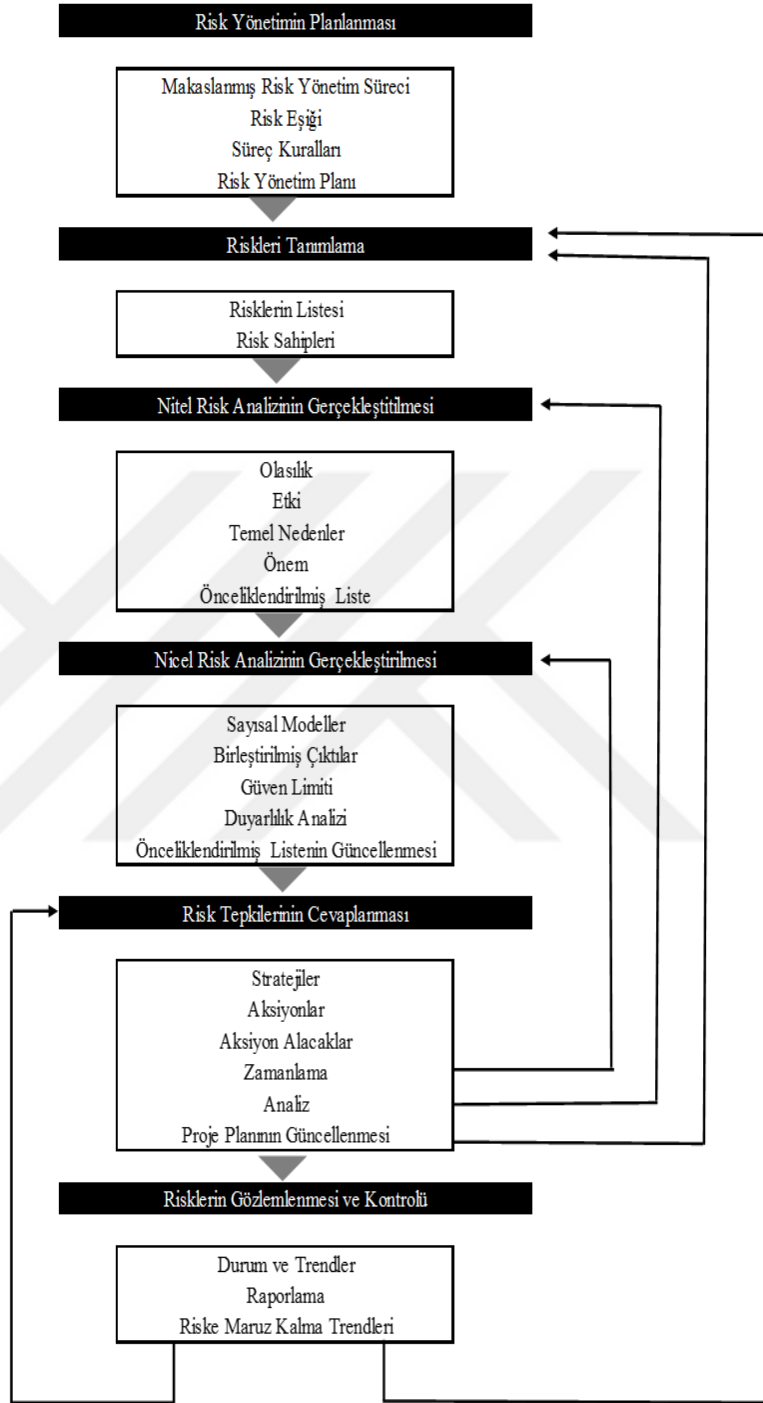 Risk Yönetimin Planlanması
Makaslanmış Risk Yönetim Süreci
Risk Eşiği
Süreç Kuralları
Risk Yönetim Planı
Riskleri Tanımlama
Risklerin Listesi
Risk Sahipleri
Nitel Risk Analizinin Gerçekleştitilmesi
Olasılık
Etki
Temel Nedenler
Önem
Önceliklendirilmiş Liste
Nicel Risk Analizinin Gerçekleştirilmesi
Sayısal Modeller
Birleştirilmiş Çıktılar
Güven Limiti
Duyarlılık Analizi
Önceliklendirilmiş Listenin Güncellenmesi
Risk Tepkilerinin Cevaplanması
Stratejiler
Aksiyonlar
Aksiyon Alacaklar
Zamanlama
Analiz
Proje Planının Güncellenmesi
Risklerin Gözlemlenmesi ve Kontrolü
Durum ve Trendler
Raporlama
Riske Maruz Kalma Trendleri